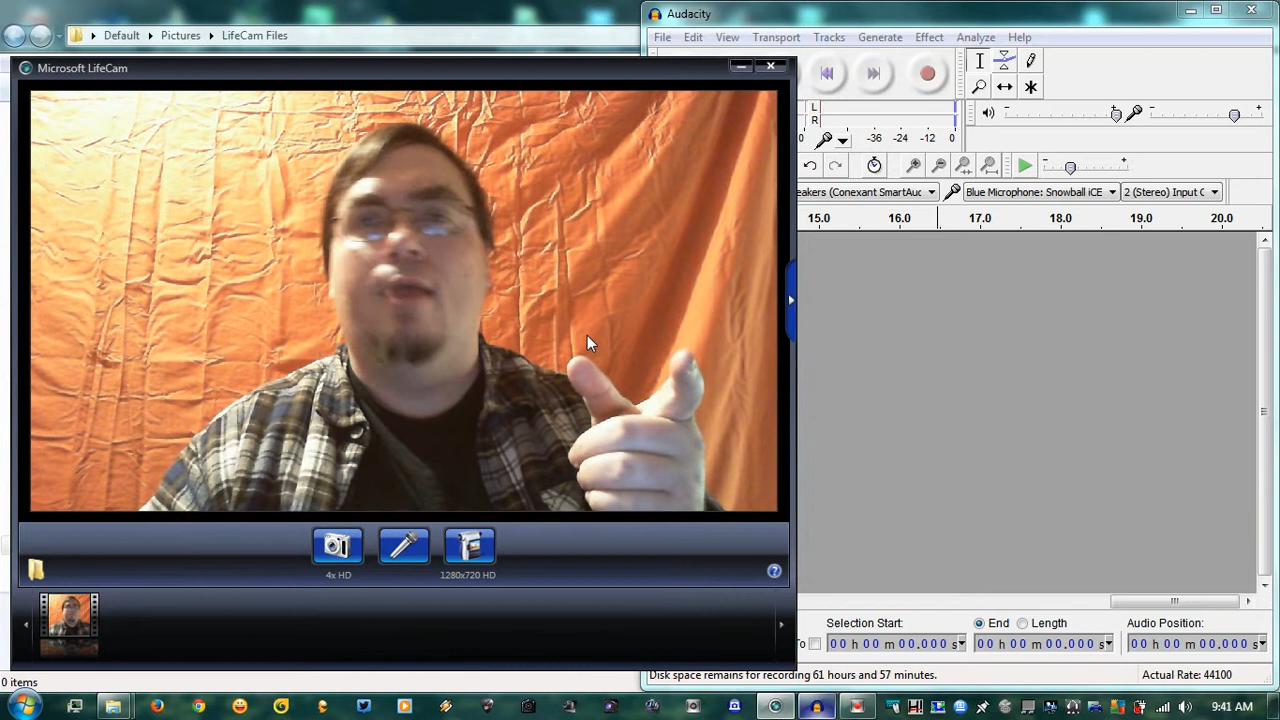 Default
Pictures
LifeCam Files
Microsoft LifeCam
4x HD
1280x720 HD
0 items
Audacity
File Edit View Transport Tracks Generate Effect Analyze Help
L
R
-36 -24 -12 0
eakers (Conexant SmartAuc
Blue Microphone: Snowball iCE
2 (Stereo) Input C
15.0 16.0 17.0 18.0 19.0 20.0
Selection Start:
End
Length
Audio Position:
To
00 h 00 m 00.000 s
00 h 00 m 00.000 s
00 h 00 m 00.000 s
Disk space remains for recording 61 hours and 57 minutes.
Actual Rate: 44100
9:41 AM